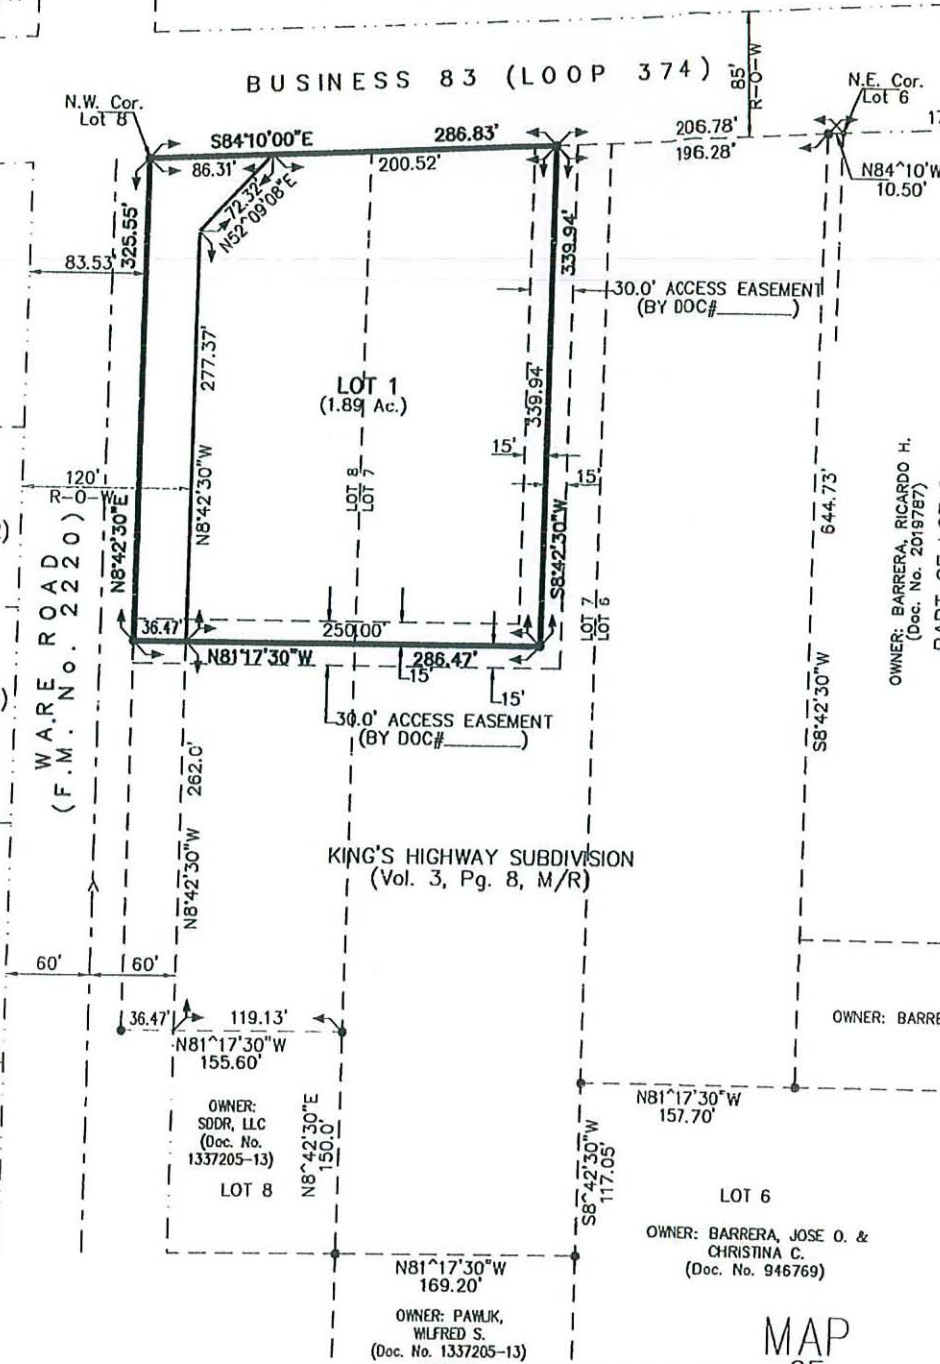 BUSINESS 83 (LOOP 374)
85'
R-O-W
N.W. Cor.
Lot 8
N.E. Cor.
Lot 6
S84°10'00"E
286.83'
206.78'
196.28'
17
N84^10'W
10.50'
86.31'
200.52'
72.32'
N52°09'08"E
325.55'
83.53'
339.94'
30.0' ACCESS EASEMENT
(BY DOC#________)
277.37'
LOT 1
(1.89 Ac.)
339.94'
15'
15'
120'
R-O-W
N8°42'30"E
N8°42'30"W
LOT 8
LOT 7
S8°42'30"W
644.73'
OWNER: BARRERA, RICARDO H.
(Doc. No. 2019787)
WARE ROAD
(F.M. No. 2220)
36.47'
250.00'
N81°17'30"W
286.47'
15'
15'
LOT 7
LOT 6
30.0' ACCESS EASEMENT
(BY DOC#________)
S8°42'30"W
262.0'
N8°42'30"W
KING'S HIGHWAY SUBDIVISION
(Vol. 3, Pg. 8, M/R)
60'
60'
36.47'
119.13'
N81^17'30"W
155.60'
OWNER: BARRE
N81^17'30"W
157.70'
OWNER:
SDDR, LLC
(Doc. No.
1337205-13)
LOT 8
N8^42'30"E
150.0'
S8^42'30"W
117.05'
LOT 6
OWNER: BARRERA, JOSE O. &
CHRISTINA C.
(Doc. No. 946769)
N81^17'30"W
169.20'
OWNER: PAWLIK,
WILFRED S.
(Doc. No. 1337205-13)
MAP